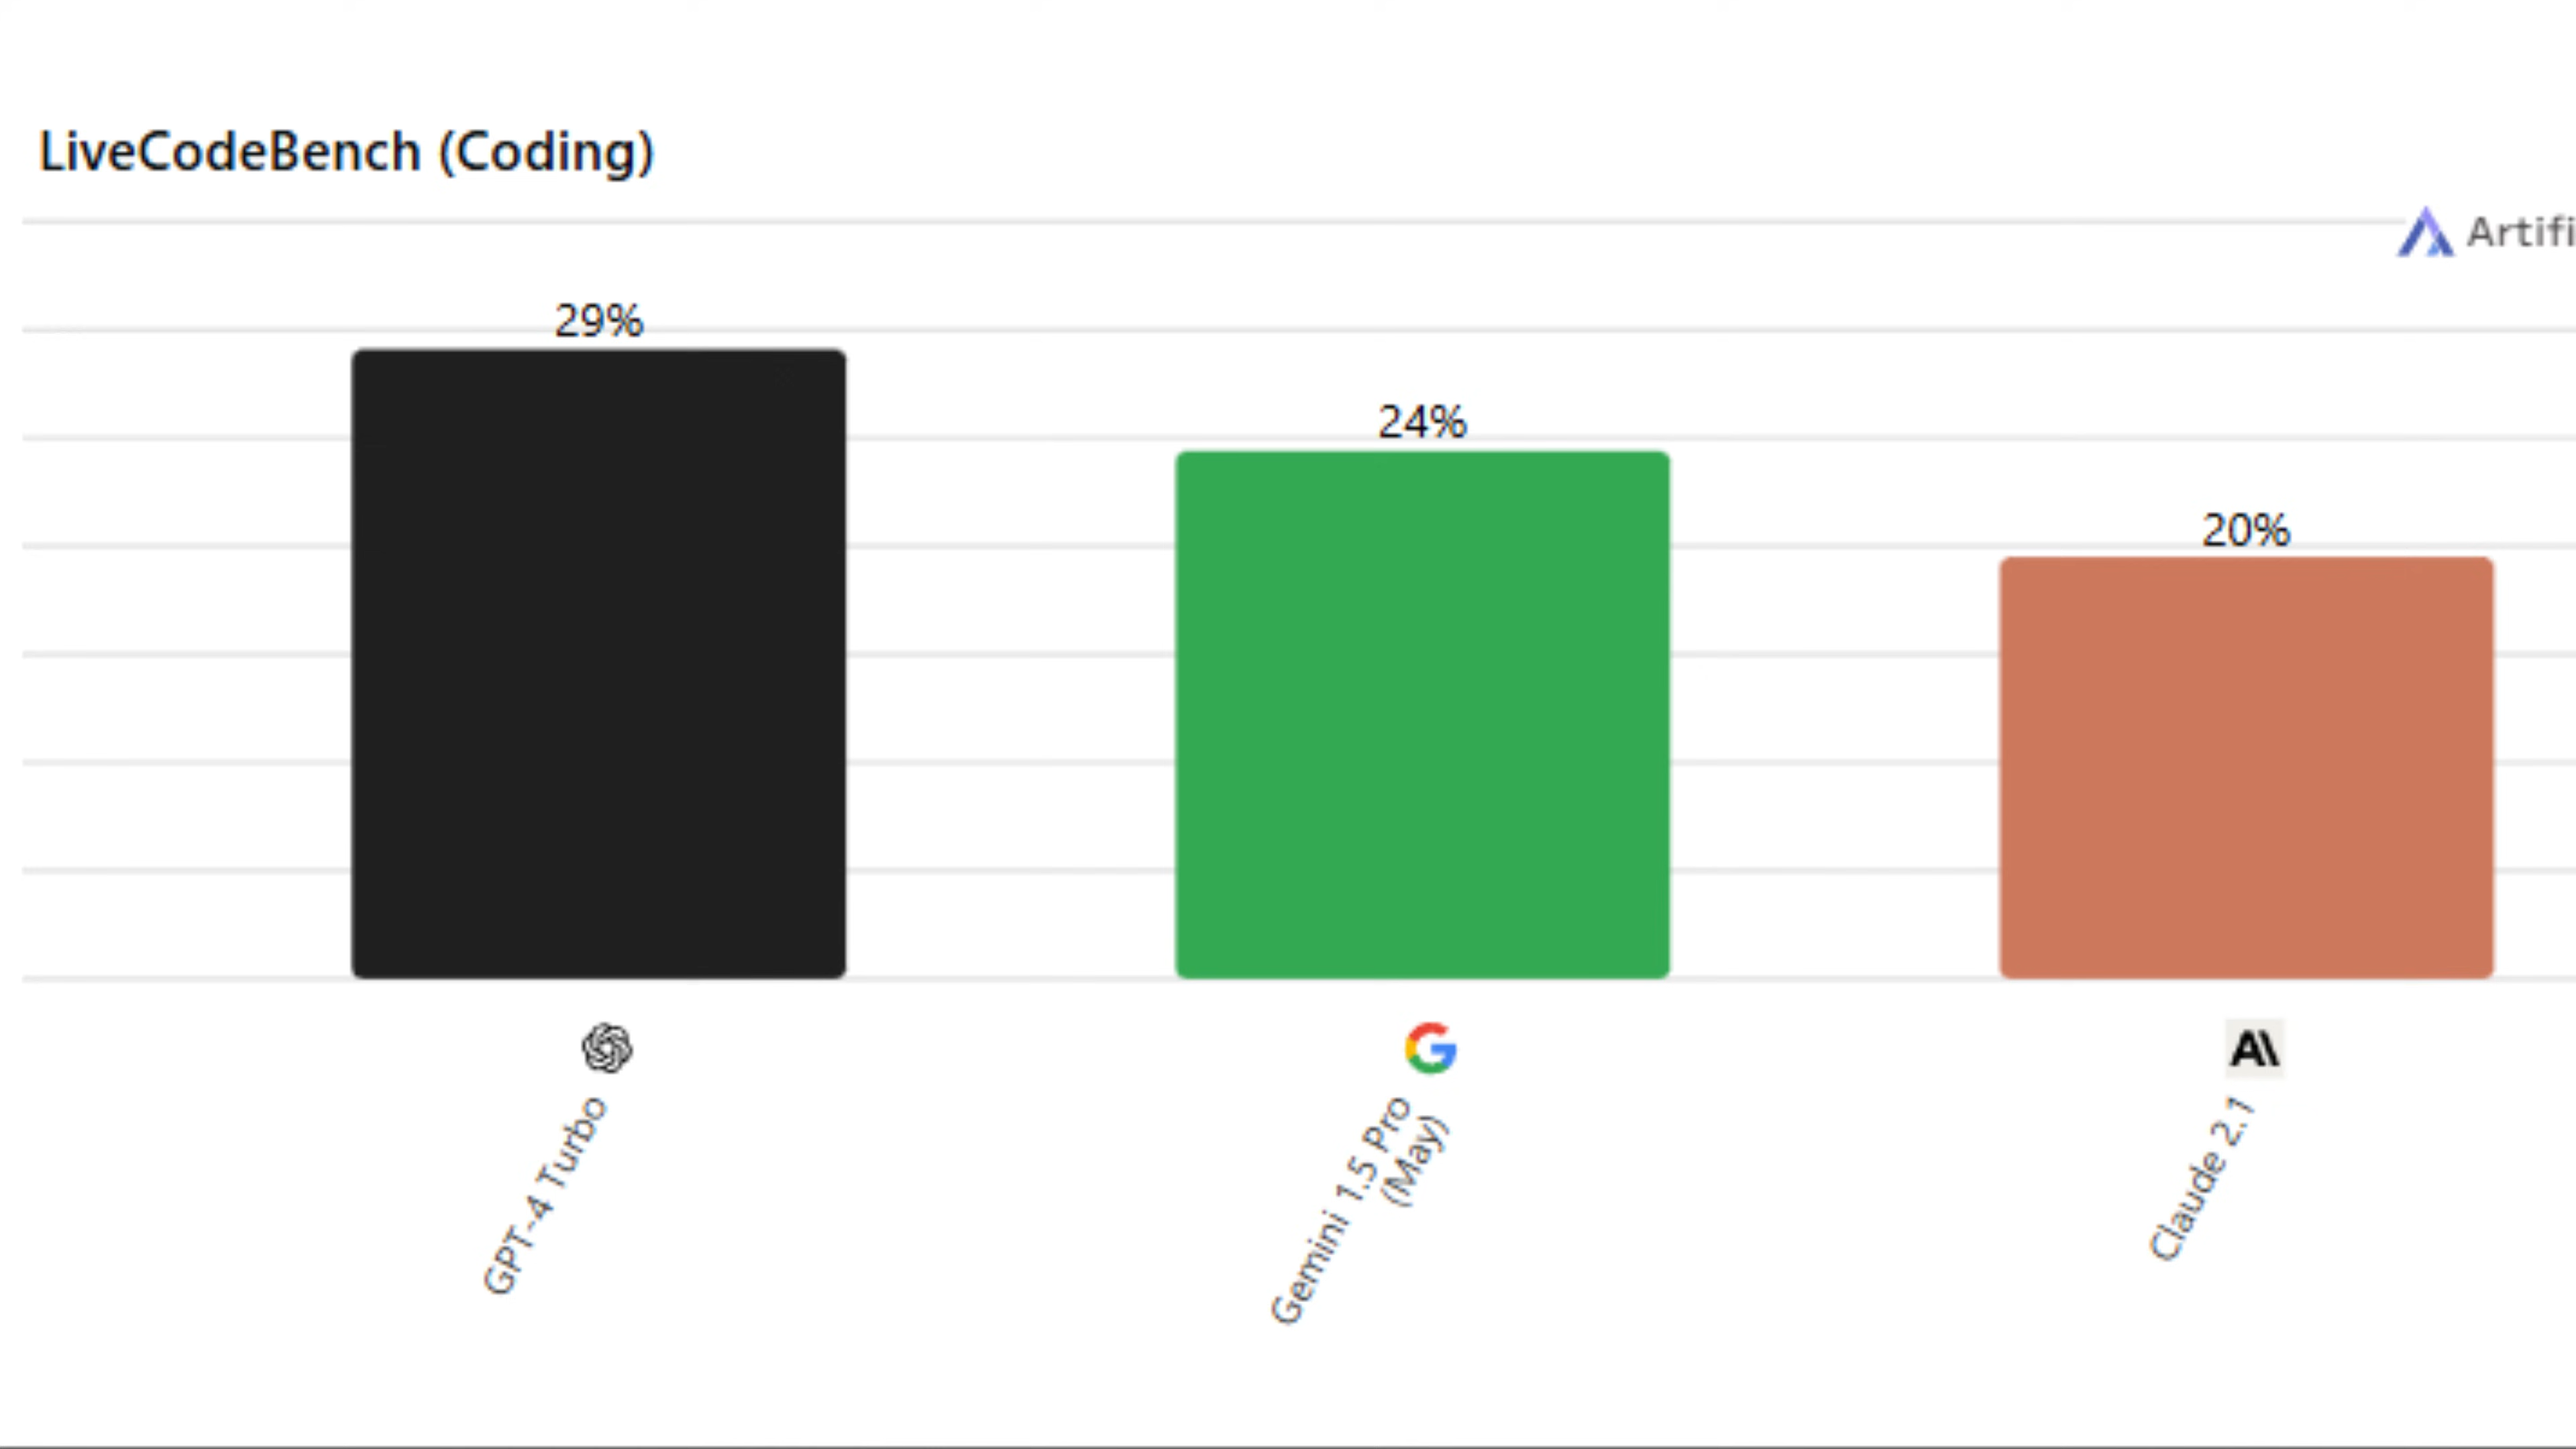 LiveCodeBench (Coding)
Artifi
29%
24%
20%
GPT-4 Turbo
Gemini 1.5 Pro
(May)
Claude 2.1